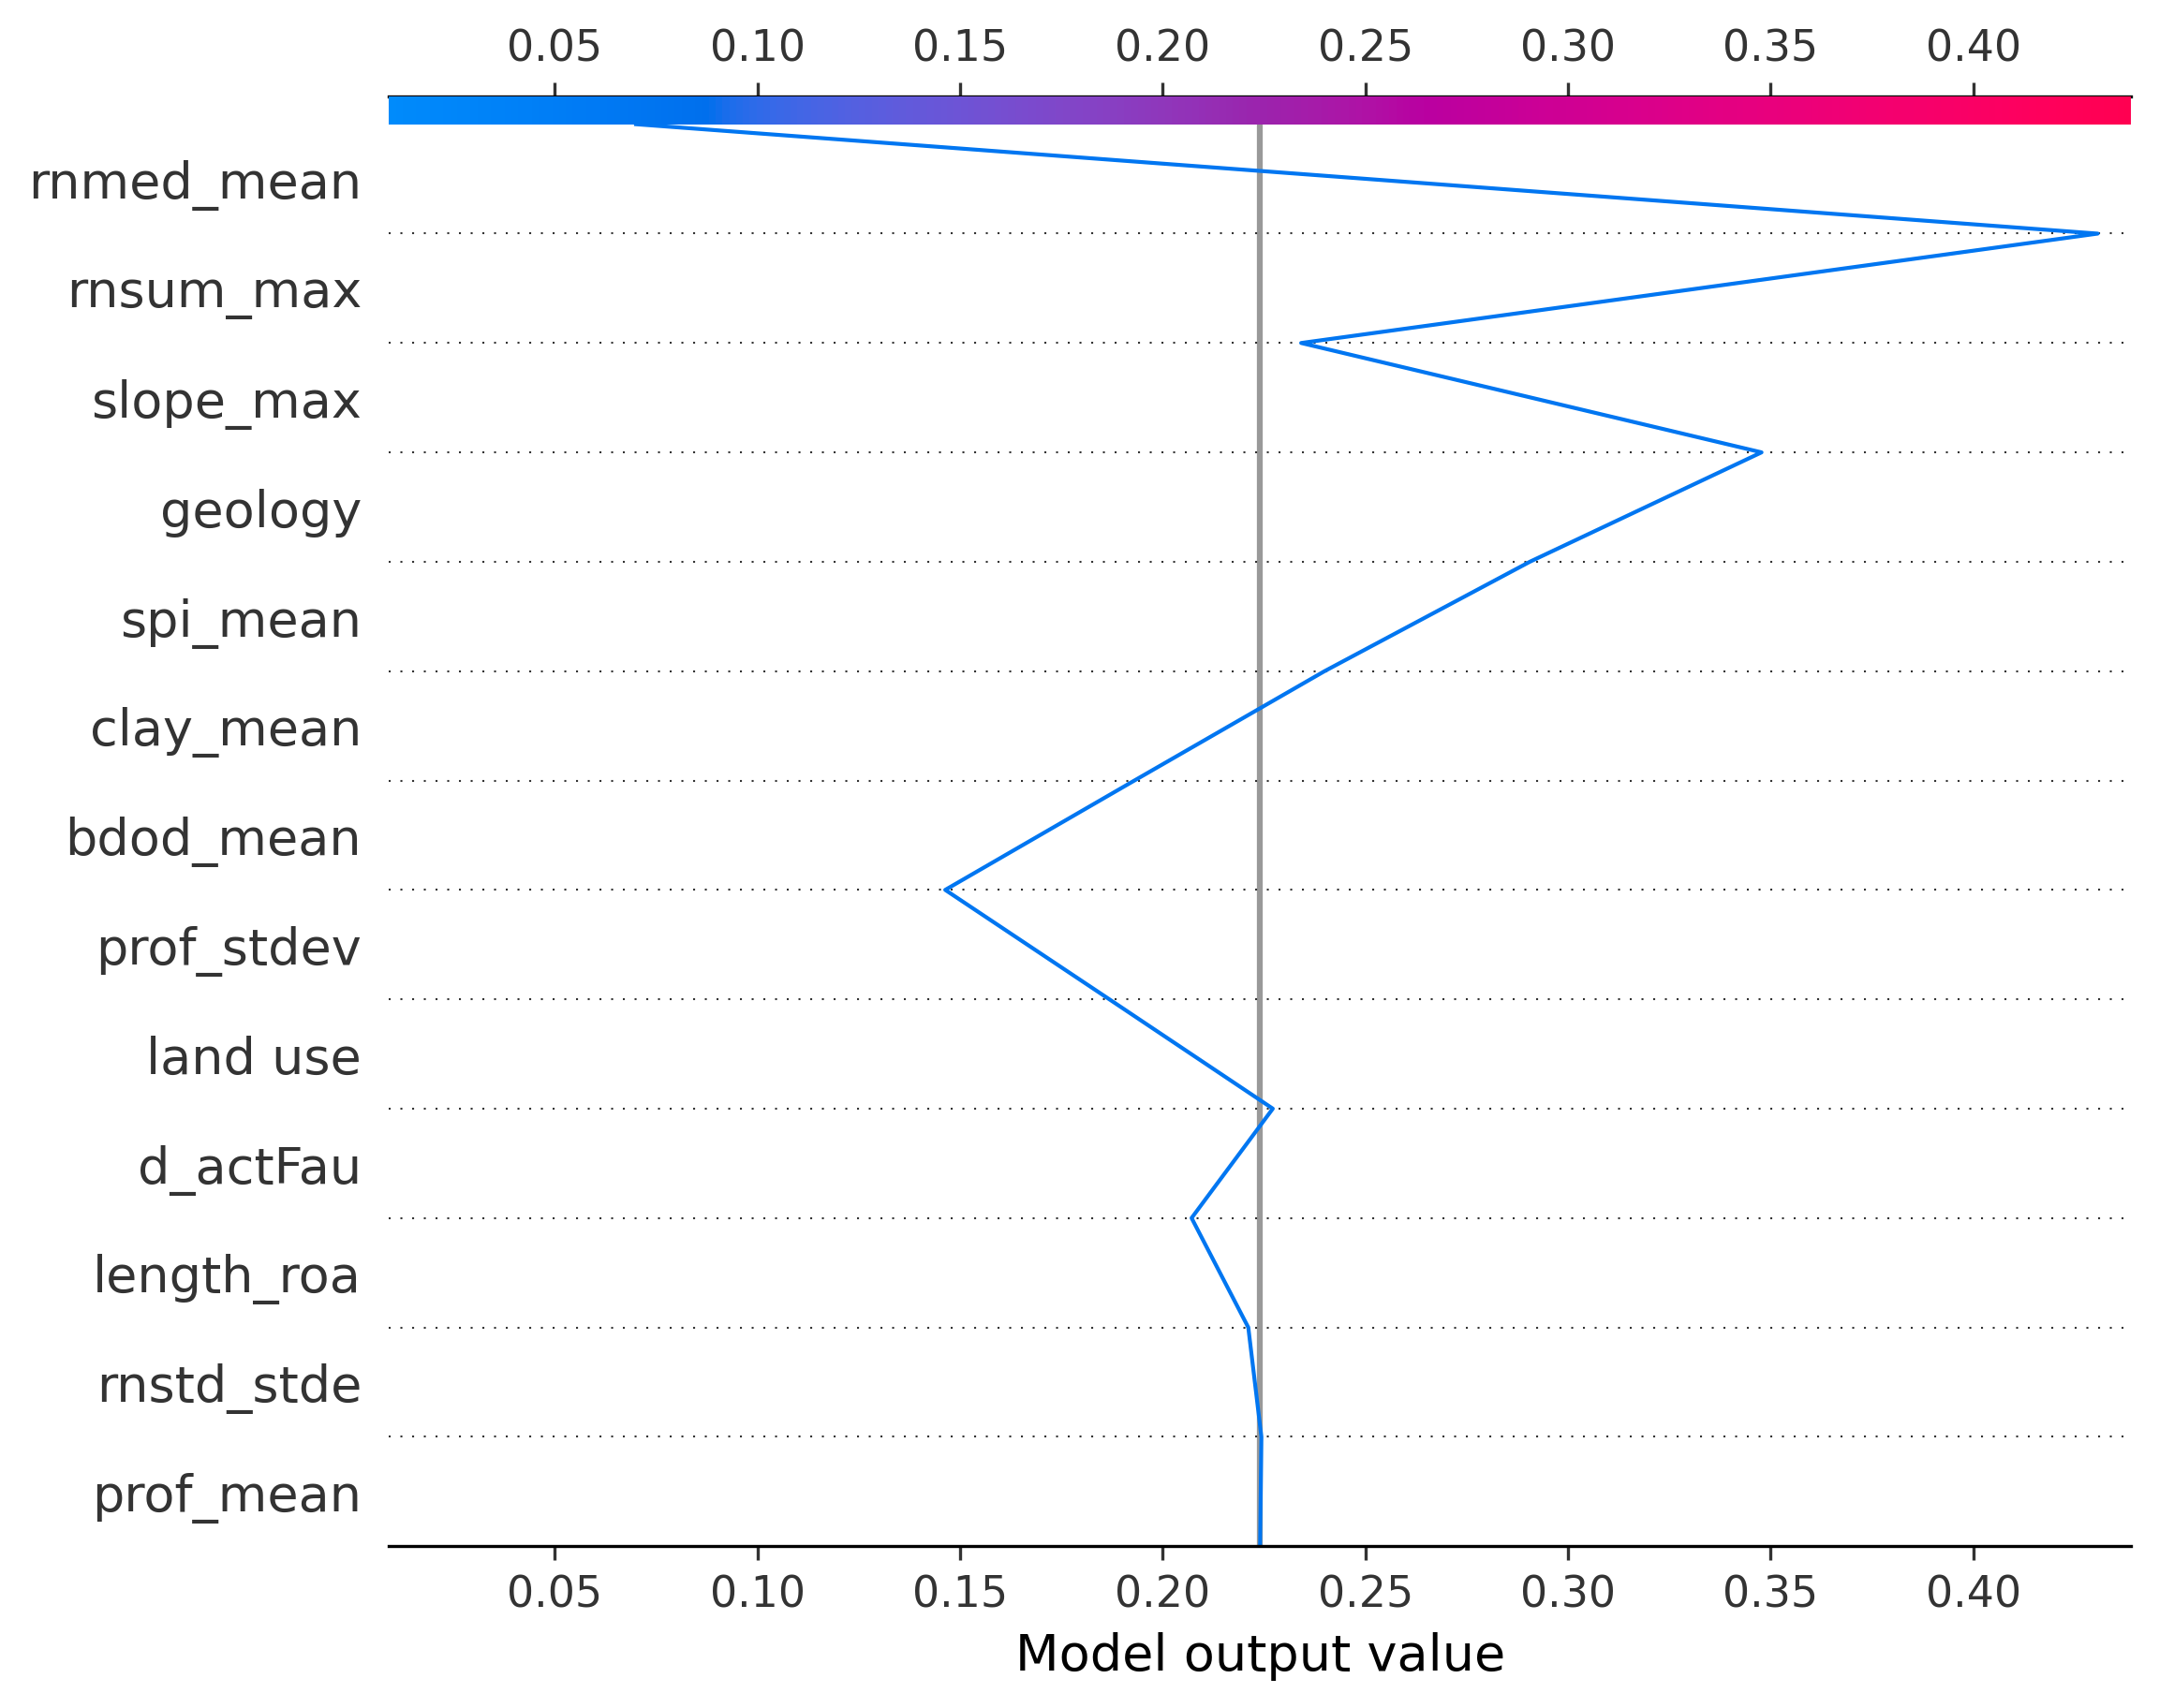 0.05 0.10 0.15 0.20 0.25 0.30 0.35 0.40
rnmed_mean
rnsum_max
slope_max
geology
spi_mean
clay_mean
bdod_mean
prof_stdev
land use
d_actFau
length_roa
rnstd_stde
prof_mean
0.05 0.10 0.15 0.20 0.25 0.30 0.35 0.40
Model output value